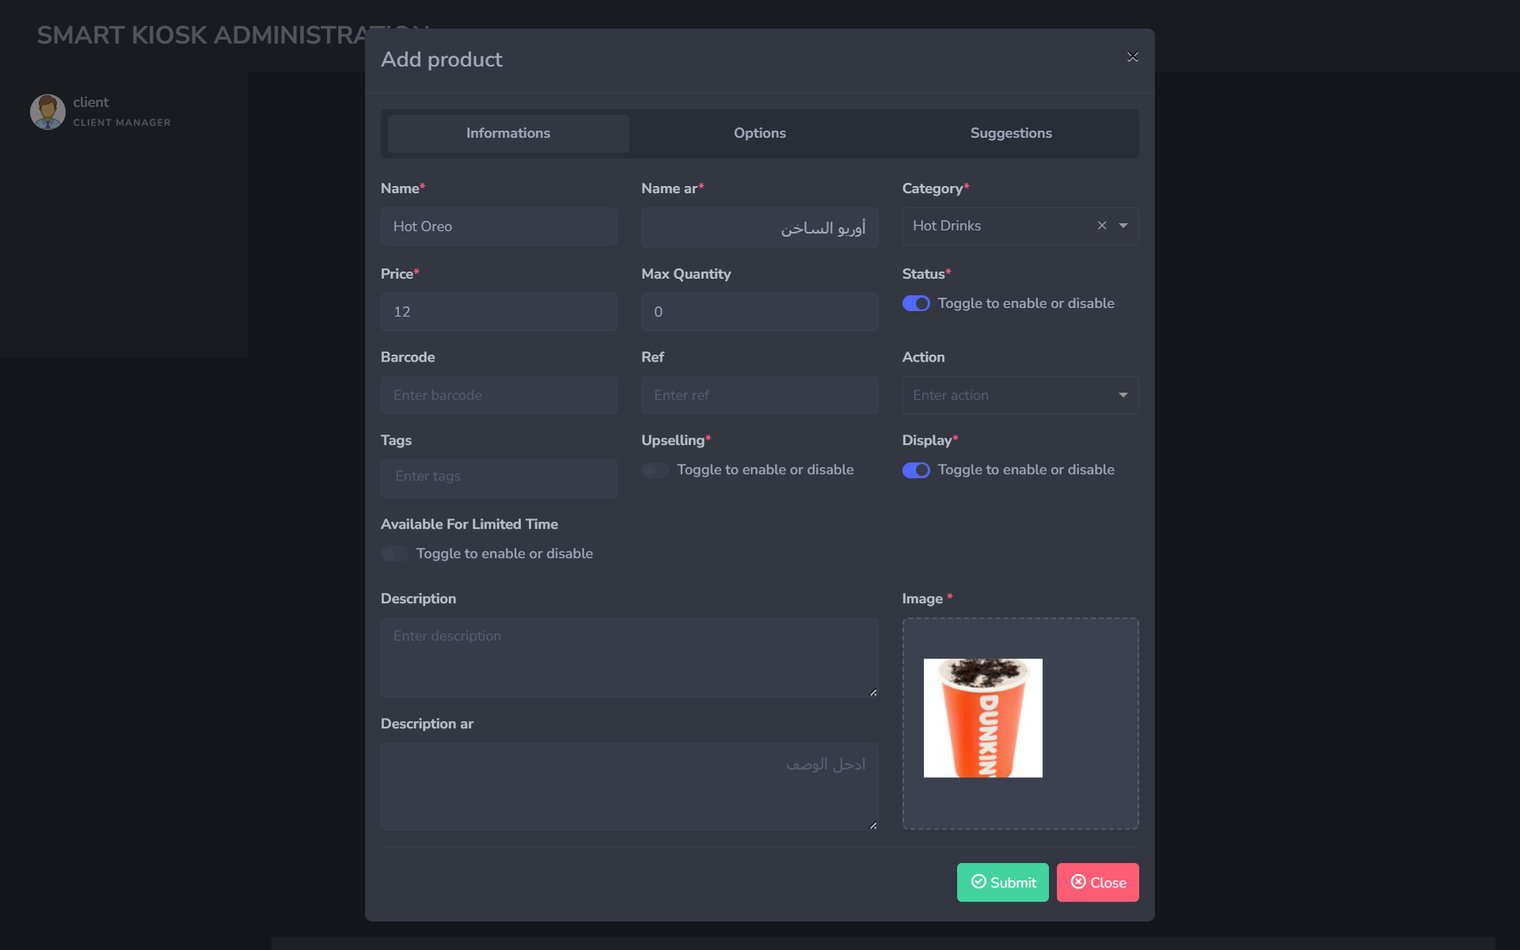 SMART KIOSK ADMINISTRATION
client
CLIENT MANAGER
Add product
Informations
Options
Suggestions
Name*
Name ar*
Category*
Hot Oreo
أوريو الساخن
Hot Drinks
Price*
Max Quantity
Status*
12
0
Toggle to enable or disable
Barcode
Ref
Action
Enter barcode
Enter ref
Enter action
Tags
Upselling*
Display*
Enter tags
Toggle to enable or disable
Toggle to enable or disable
Available For Limited Time
Toggle to enable or disable
Description
Image *
Enter description
DUNKIN'
Description ar
ادخل الوصف
Submit
Close